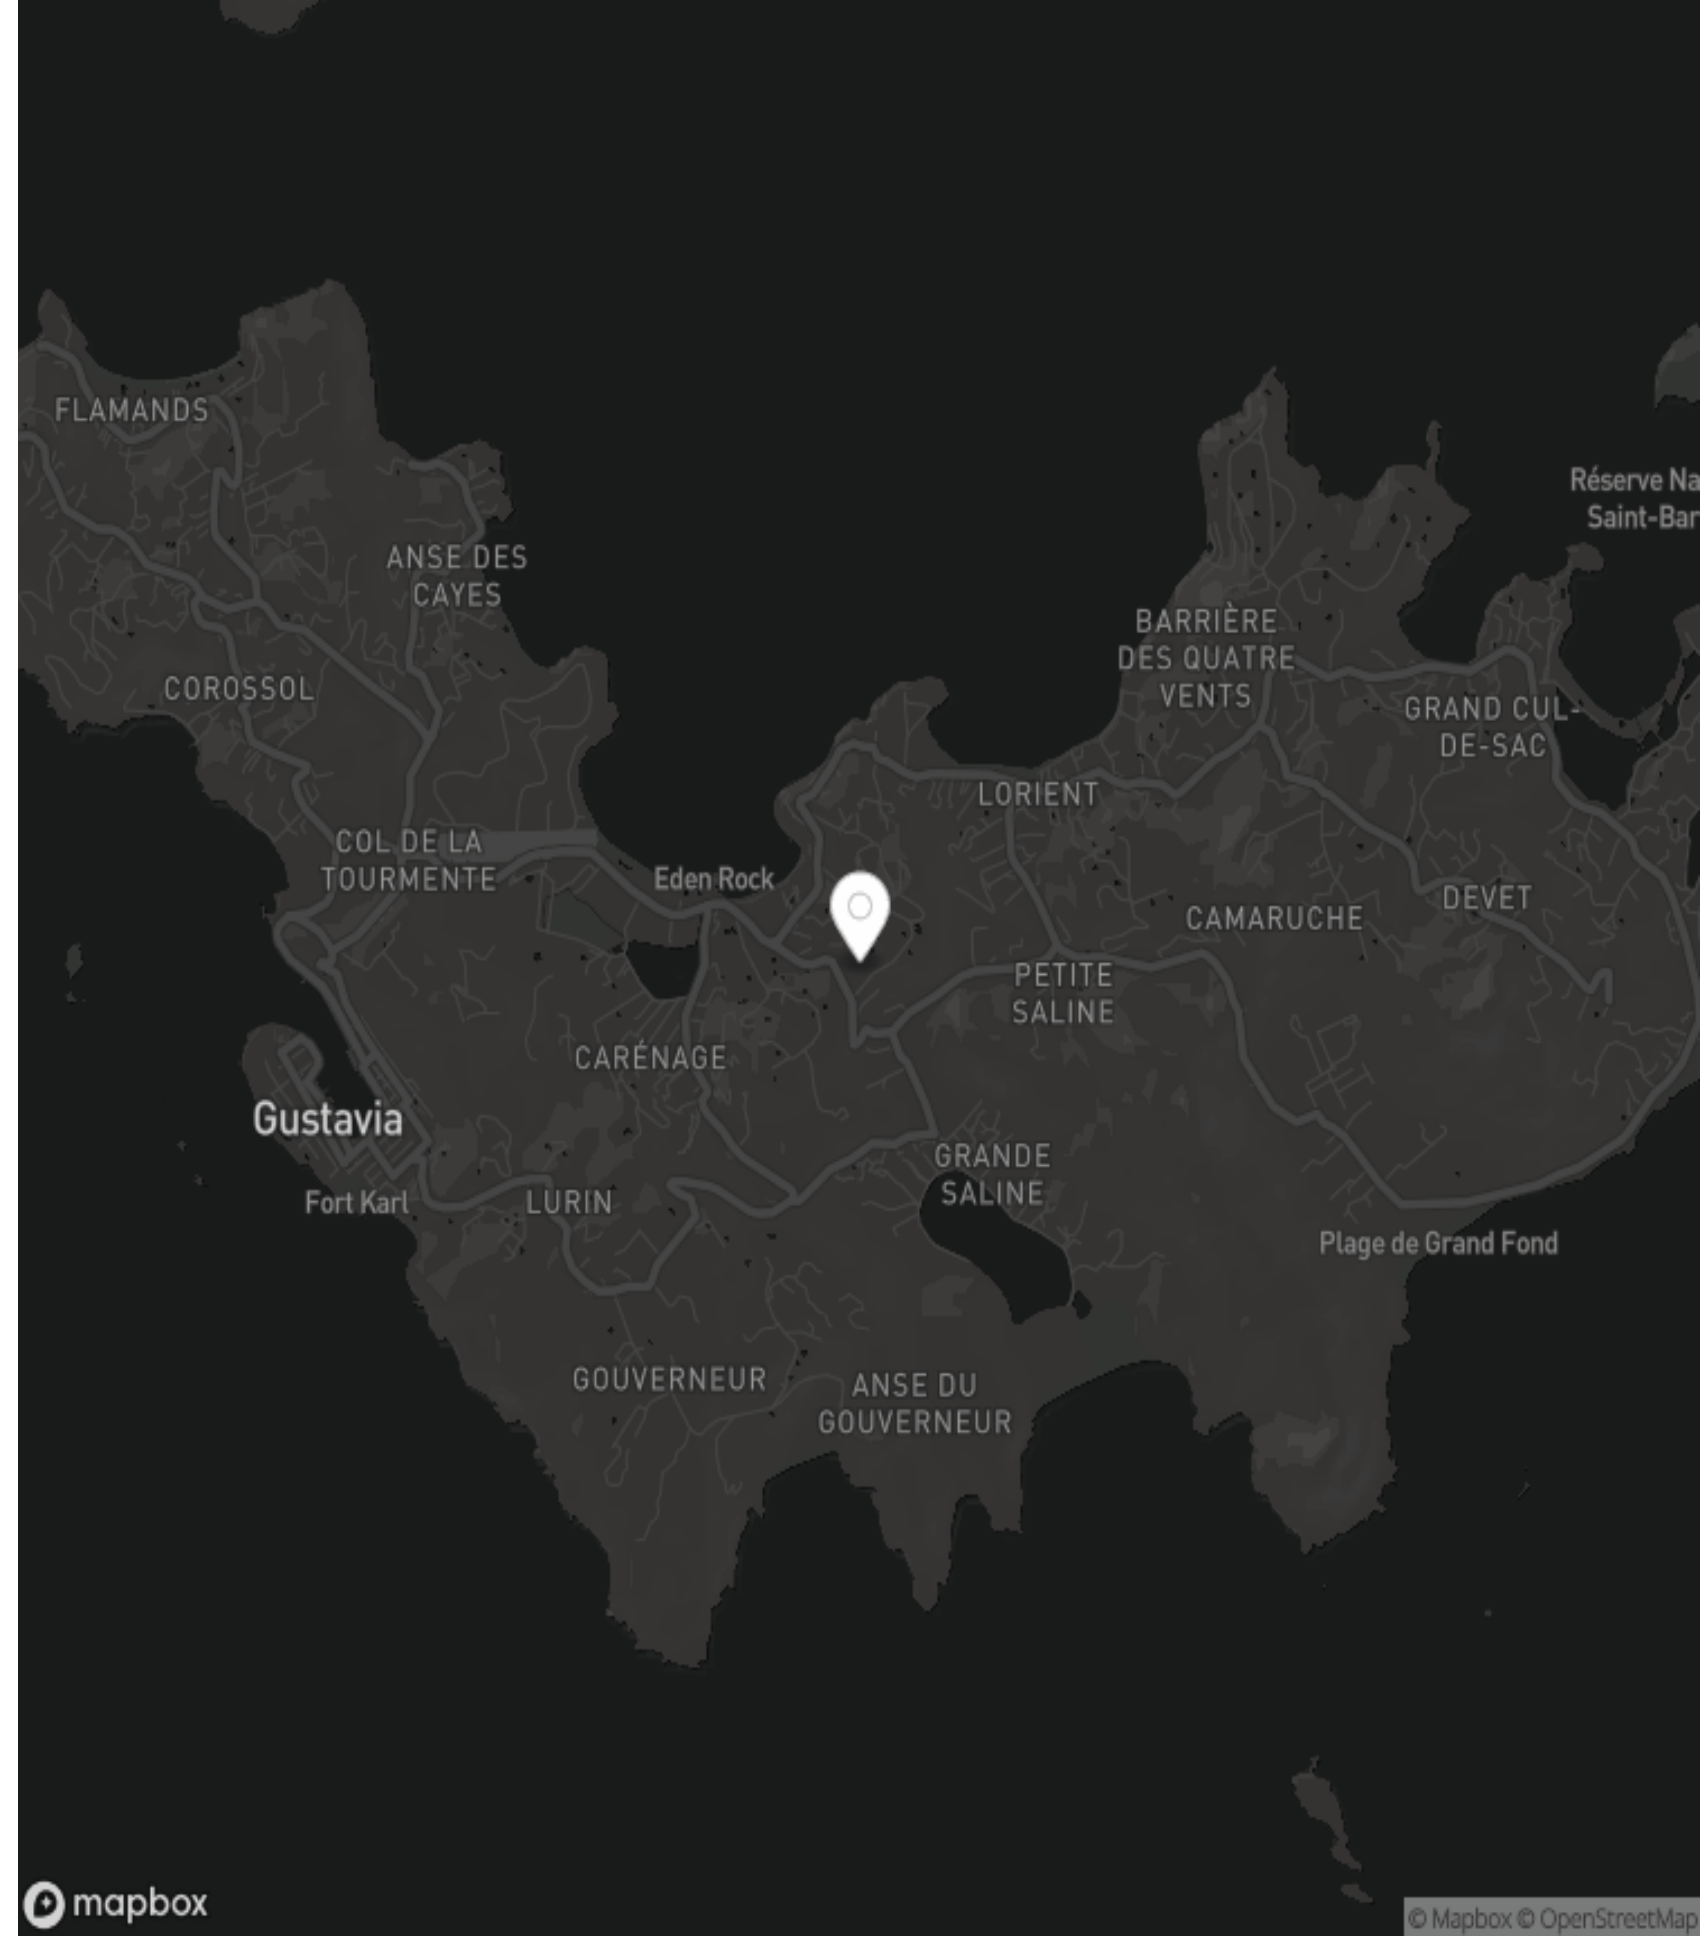 FLAMANDS
Réserve Na
Saint-Bar
ANSE DES
CAYES
BARRIÈRE
DES QUATRE
VENTS
COROSSOL
GRAND CUL-
DE-SAC
LORIENT
COL DE LA
TOURMENTE
Eden Rock
DEVET
CAMARUCHE
PETITE
SALINE
CARÉNAGE
Gustavia
GRANDE
SALINE
Fort Karl
LURIN
Plage de Grand Fond
GOUVERNEUR
ANSE DU
GOUVERNEUR
mapbox
© Mapbox © OpenStreetMap